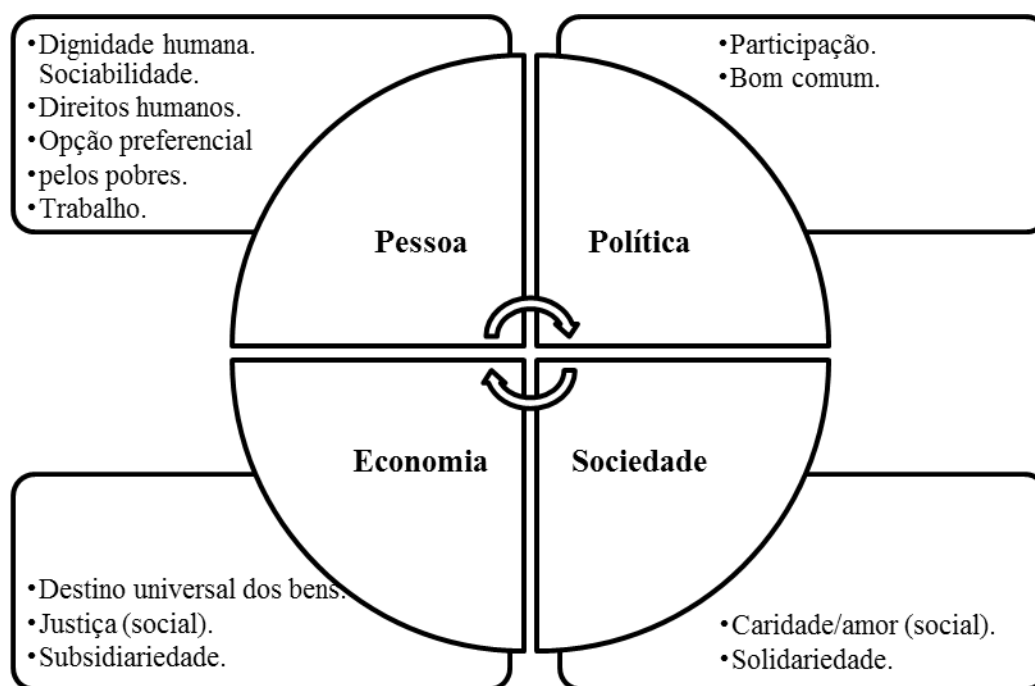 •Dignidade humana.
Sociabilidade.
•Direitos humanos.
•Opção preferencial
•pelos pobres.
•Trabalho.
•Participação.
•Bom comum.
Pessoa
Política
Economia
Sociedade
•Destino universal dos bens.
•Justiça (social).
•Subsidiariedade.
•Caridade/amor (social).
•Solidariedade.